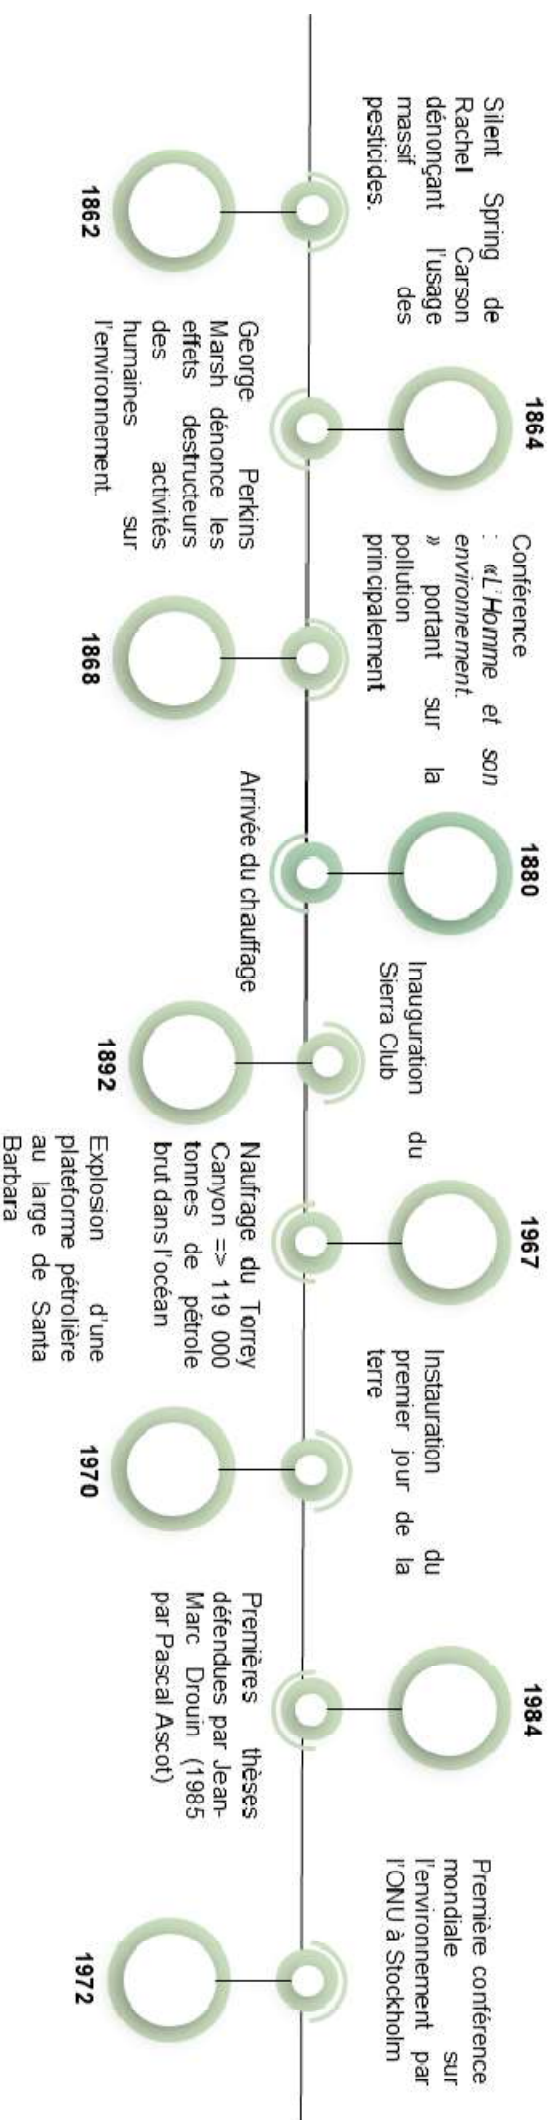 Silent Spring de
Rachel Carson
dénonçant l'usage
massif des
pesticides.
1862
1864
George Perkins
Marsh dénonce les
effets destructeurs
des activités
humaines sur
l'environnement.
Conférence
: «L'Homme et son
environnement.
» portant sur la
pollution
principalement
1868
1880
Arrivée du chauffage
Inauguration du
Sierra Club
1892
1967
Naufrage du Torrey
Canyon => 119 000
tonnes de pétrole
brut dans l'océan
Explosion d'une
plateforme pétrolière
au large de Santa
Barbara
Instauration du
premier jour de la
terre
1970
1984
Premières thèses
défendues par Jean-
Marc Drouin (1985
par Pascal Ascot)
Première conférence
mondiale sur
l'environnement par
l'ONU à Stockholm
1972